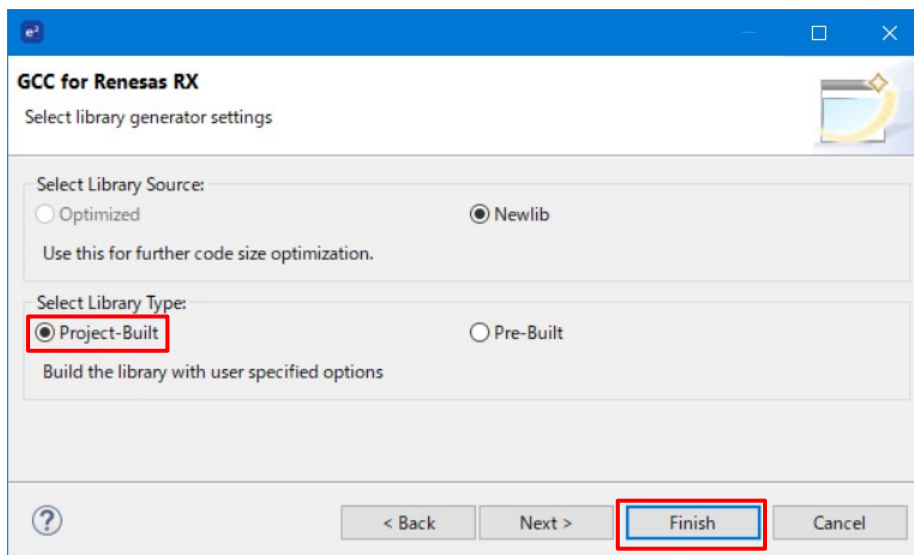 e²
GCC for Renesas RX
Select library generator settings
Select Library Source:
Optimized Newlib
Use this for further code size optimization.
Select Library Type:
Project-Built Pre-Built
Build the library with user specified options
? < Back Next > Finish Cancel